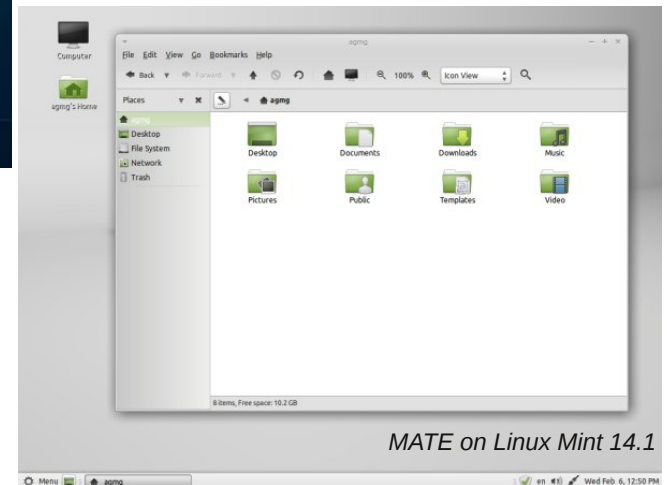 Computer
agmg's Home
agmg
File Edit View Go Bookmarks Help
Back Forward 100% Icon View
Places agmg
agmg
Desktop
File System
Network
Trash
Desktop Documents Downloads Music
Pictures Public Templates Video
8 items, Free space: 10.2 GB
MATE on Linux Mint 14.1
Menu agmg en Wed Feb 6, 12:50 PM